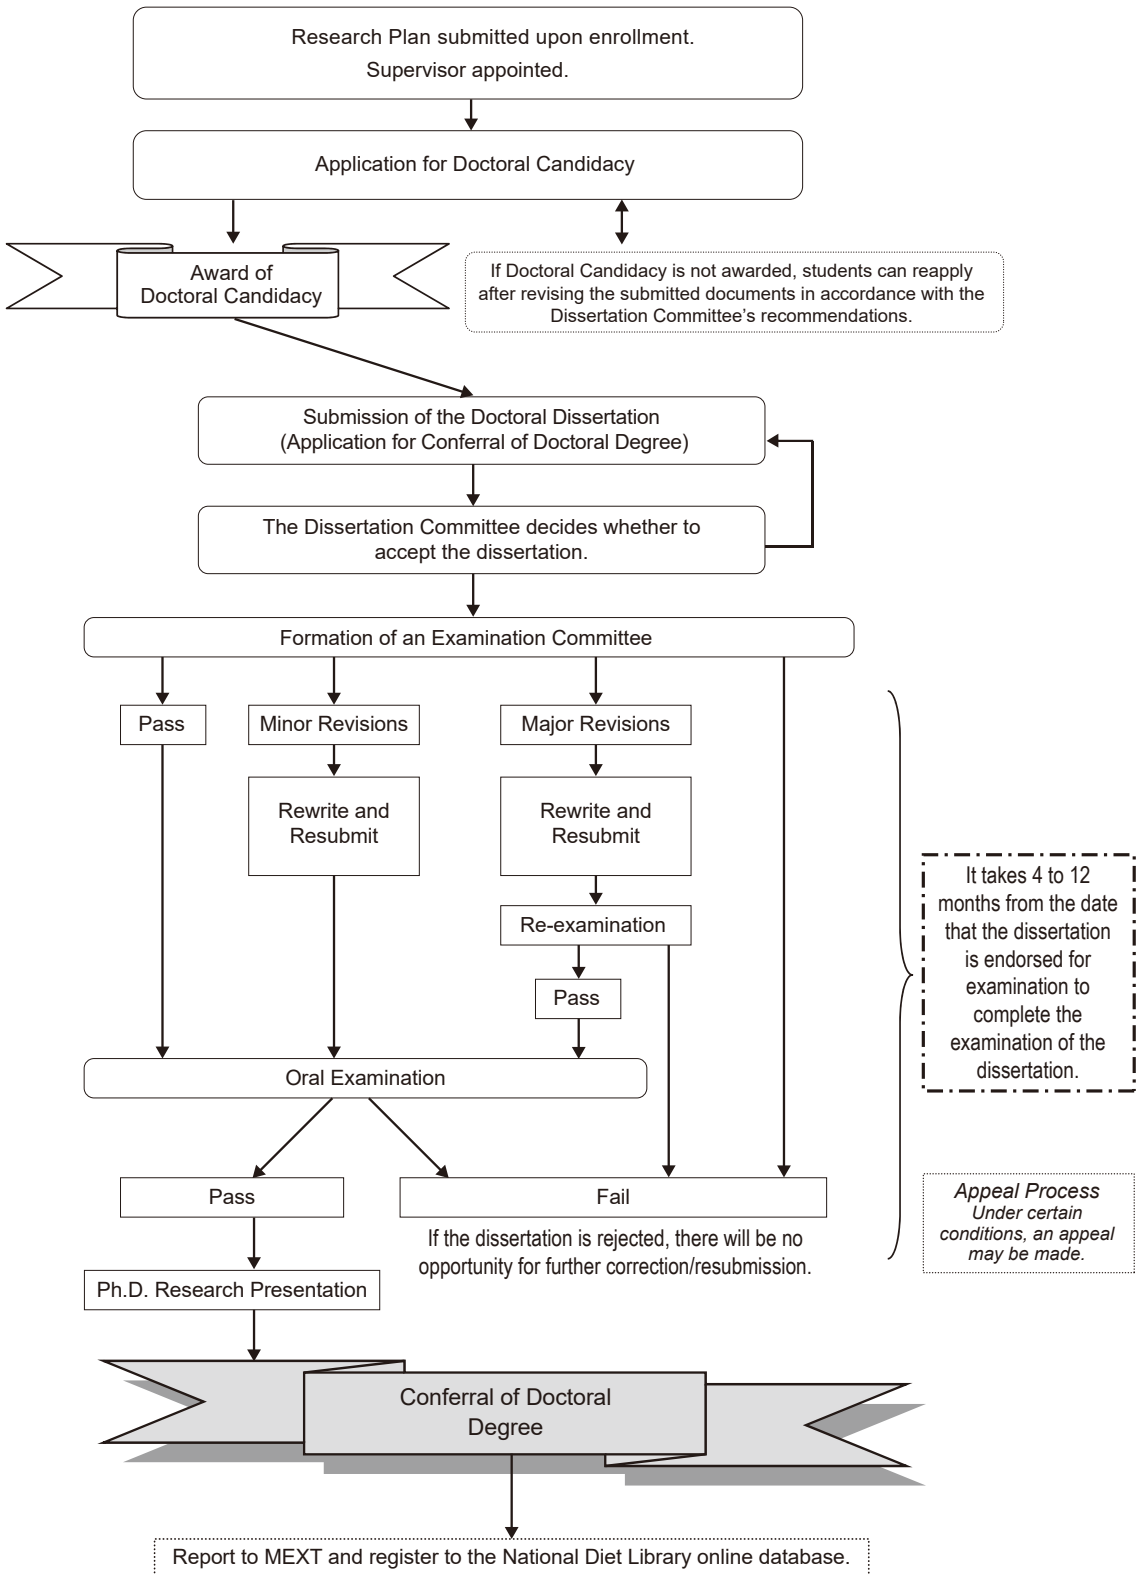 Research Plan submitted upon enrollment.
Supervisor appointed.
Application for Doctoral Candidacy
Award of
Doctoral Candidacy
If Doctoral Candidacy is not awarded, students can reapply
after revising the submitted documents in accordance with the
Dissertation Committee’s recommendations.
Submission of the Doctoral Dissertation
(Application for Conferral of Doctoral Degree)
The Dissertation Committee decides whether to
accept the dissertation.
Formation of an Examination Committee
Pass
Minor Revisions
Major Revisions
Rewrite and
Resubmit
Rewrite and
Resubmit
Re-examination
Pass
It takes 4 to 12
months from the date
that the dissertation
is endorsed for
examination to
complete the
examination of the
dissertation.
Oral Examination
Pass
Fail
If the dissertation is rejected, there will be no
opportunity for further correction/resubmission.
Appeal Process
Under certain
conditions, an appeal
may be made.
Ph.D. Research Presentation
Conferral of Doctoral
Degree
Report to MEXT and register to the National Diet Library online database.